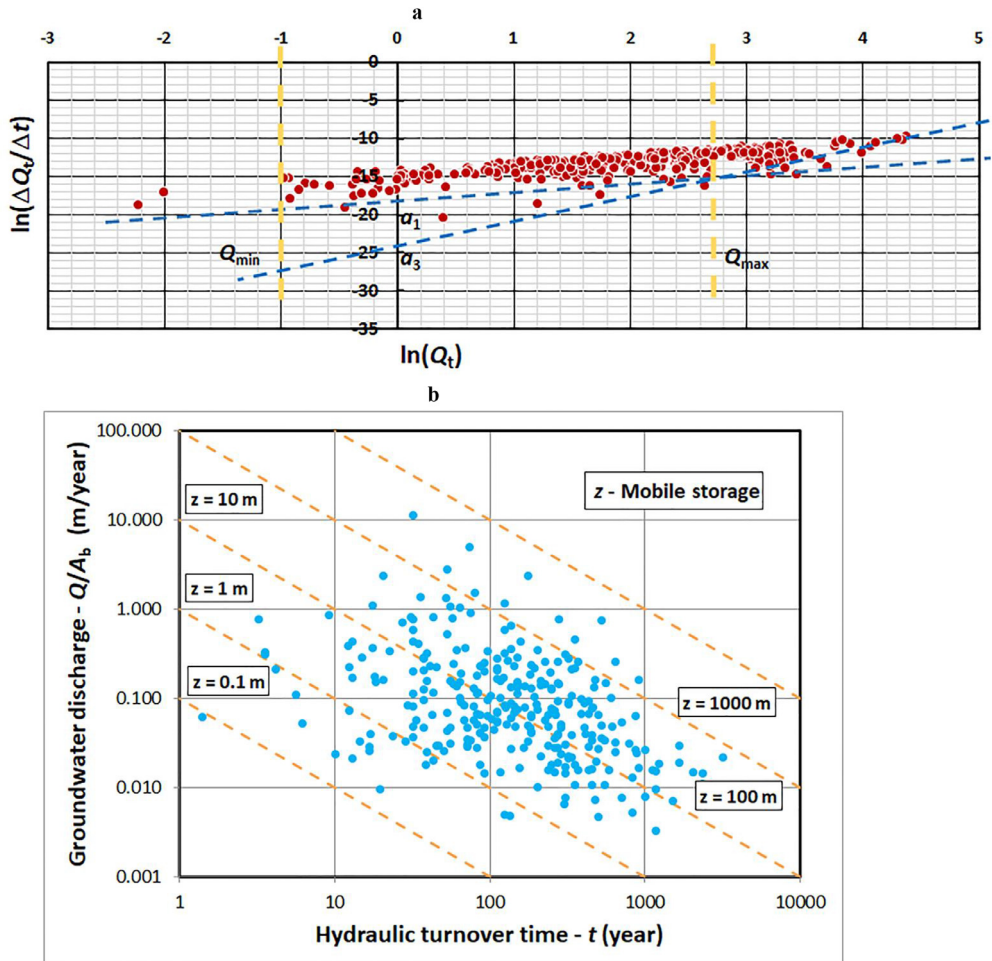 a
-3 -2 -1 0 1 2 3 4 5
0
-5
-10
-15
-20
-25
-30
-35
ln(ΔQt/Δt)
a1
a3
Qmin
Qmax
ln(Qt)
b
100.000
10.000
1.000
0.100
0.010
0.001
Groundwater discharge - Q/Ab (m/year)
z - Mobile storage
z = 10 m
z = 1 m
z = 0.1 m
z = 1000 m
z = 100 m
1 10 100 1000 10000
Hydraulic turnover time - t (year)